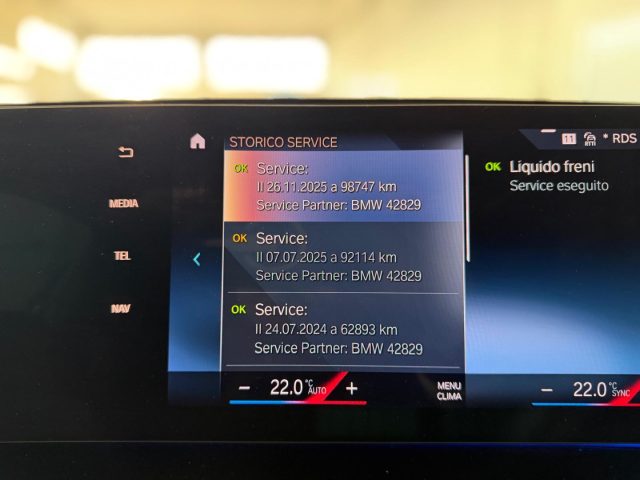 STORICO SERVICE
11 * RDS
MEDIA
TEL
NAV
OK Service:
Il 26.11.2025 a 98747 km
Service Partner: BMW 42829
OK Service:
Il 07.07.2025 a 92114 km
Service Partner: BMW 42829
OK Service:
Il 24.07.2024 a 62893 km
Service Partner: BMW 42829
OK Liquido freni
Service eseguito
− 22.0 °C AUTO +
MENU
CLIMA
− 22.0 °C SYNC